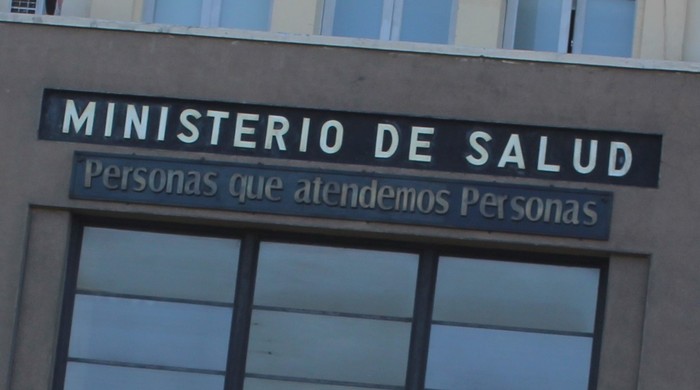 MINISTERIO DE SALUD
Personas que atendemos Personas